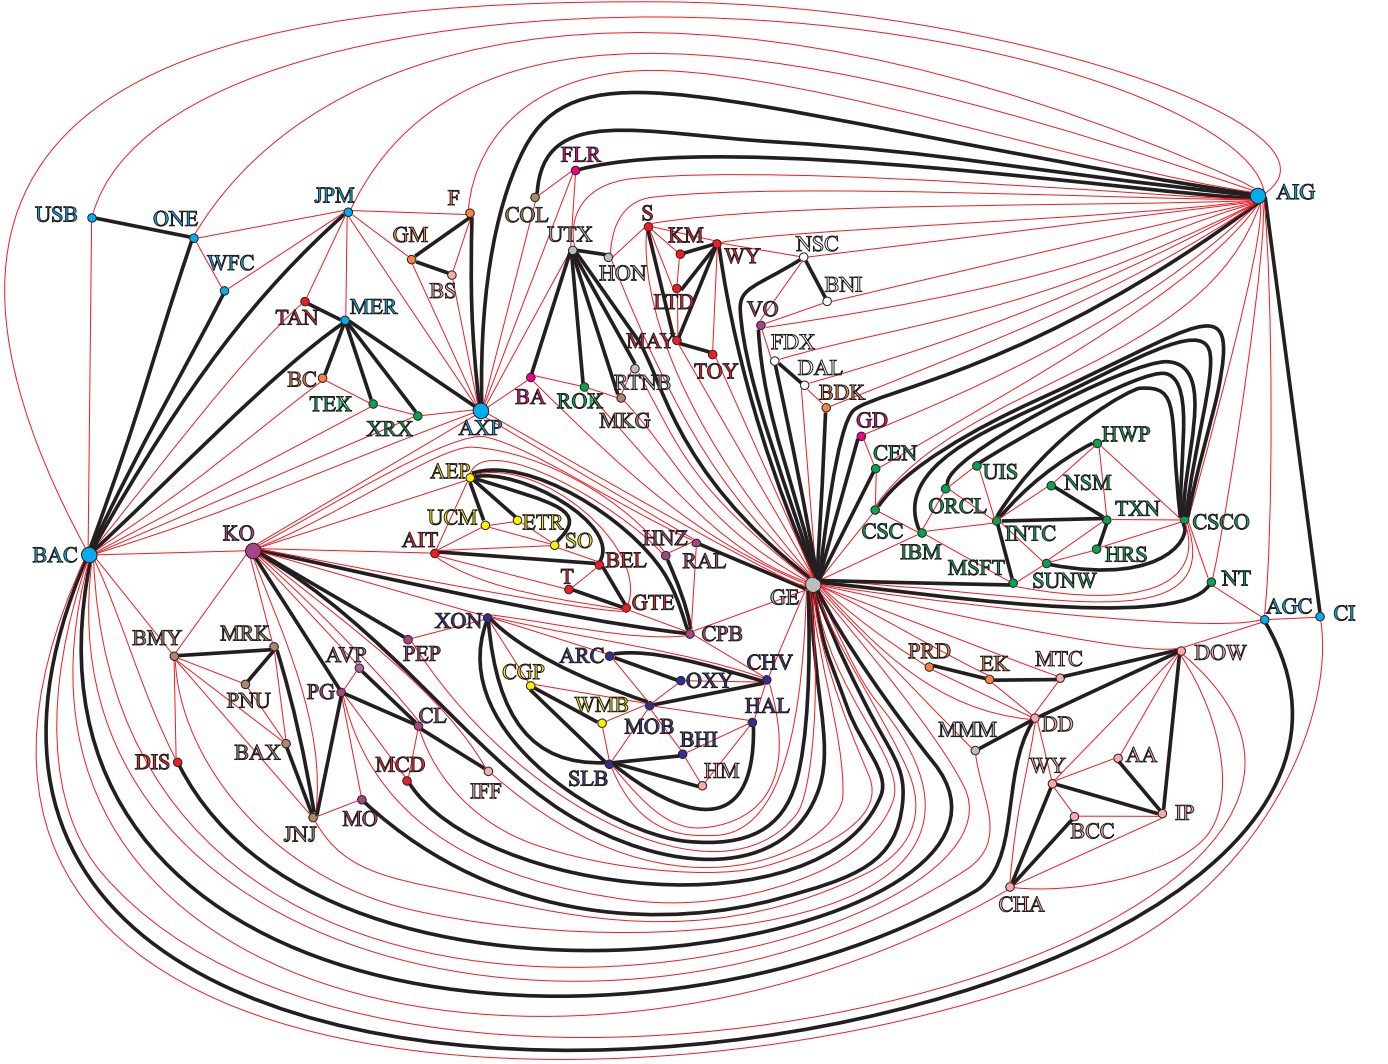 FLR
JPM
F
AIG
USB
ONE
COL
S
GM
UTX
KM
NSC
WY
WFC
HON
BS
BNI
LTD
TAN
MER
VO
MAY
FDX
TOY
DAL
BC
RTNB
BDK
TEX
BA
ROK
MKG
GD
XRX
AXP
HWP
CEN
AEP
UIS
NSM
ORCL
TXN
UCM
ETR
CSC
CSCO
KO
AIT
SO
HNZ
INTC
BAC
BEL
RAL
IBM
HRS
T
MSFT
SUNW
NT
GTE
GE
AGC
CI
XON
BMY
MRK
CPB
AVP
PEP
ARC
CHV
PRD
EK
MTC
DOW
CGP
OXY
PG
PNU
WMB
HAL
CL
MOB
DD
MMM
BAX
BHI
AA
DIS
MCD
HM
WY
SLB
IFF
IP
MO
JNJ
BCC
CHA